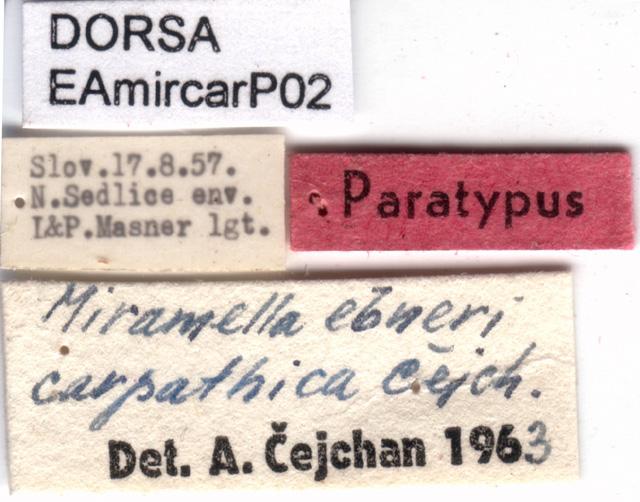 DORSA
EAmircarP02
Slov.17.8.57.
N.Sedlice env.
I&P.Masner lgt.
Paratypus
Miramella ebneri
carpathica Čejch.
Det. A. Čejchan 1963